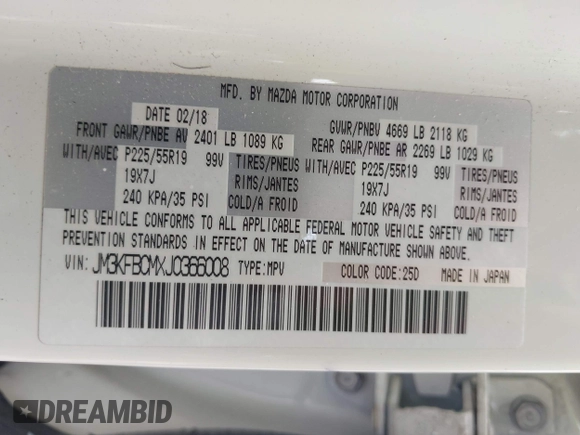 MFD. BY MAZDA MOTOR CORPORATION
DATE 02/18 GVWR/PNBV 4669 LB 2118 KG
FRONT GAWR/PNBE AV 2401 LB 1089 KG REAR GAWR/PNBE AR 2269 LB 1029 KG
WITH/AVEC P225/55R19 99V TIRES/PNEUS WITH/AVEC P225/55R19 99V TIRES/PNEUS
19X7J RIMS/JANTES 19X7J RIMS/JANTES
240 KPA/35 PSI COLD/A FROID 240 KPA/35 PSI COLD/A FROID
THIS VEHICLE CONFORMS TO ALL APPLICABLE FEDERAL MOTOR VEHICLE SAFETY AND THEFT
PREVENTION STANDARDS IN EFFECT ON THE DATE OF MANUFACTURE SHOWN ABOVE.
VIN: JM3KFBCMXJ0366008 TYPE:MPV COLOR CODE:25D MADE IN JAPAN
DREAMBID